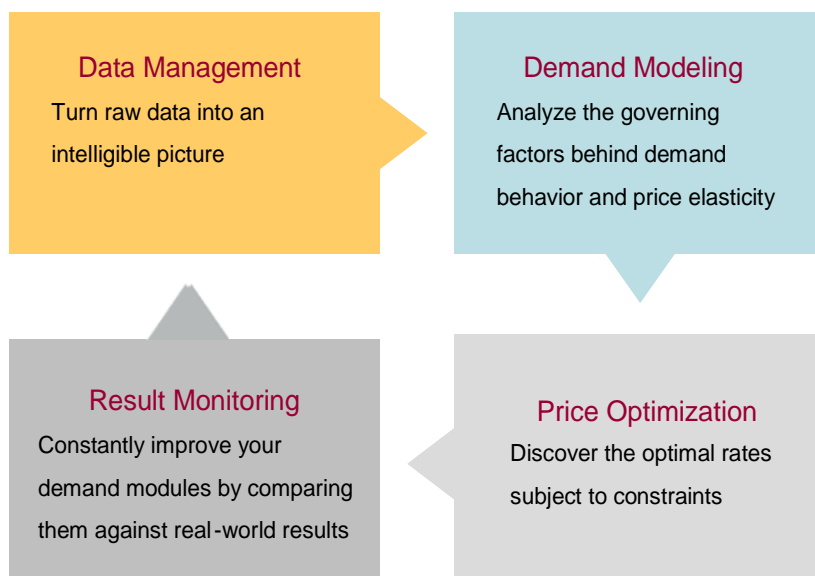 Data Management
Turn raw data into an
intelligible picture
Demand Modeling
Analyze the governing
factors behind demand
behavior and price elasticity
Price Optimization
Discover the optimal rates
subject to constraints
Result Monitoring
Constantly improve your
demand modules by comparing
them against real-world results